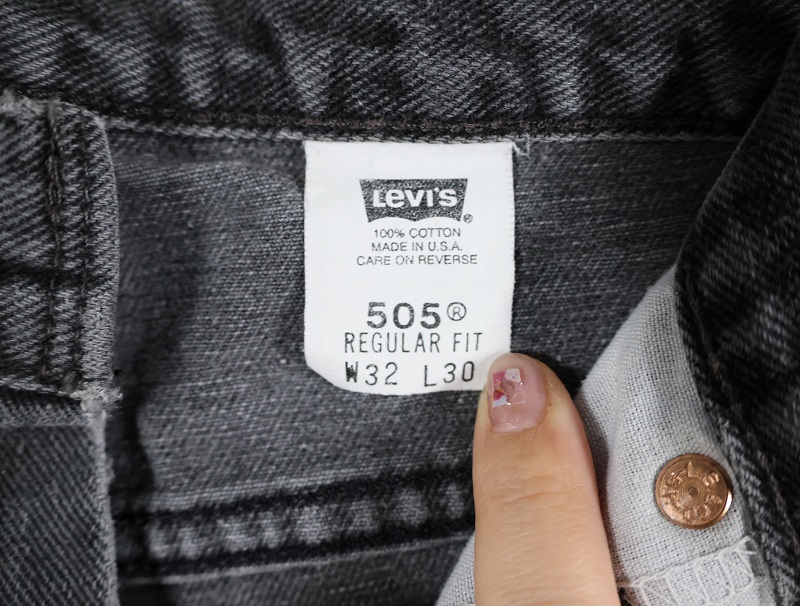 LEVI'S®
100% COTTON
MADE IN U.S.A.
CARE ON REVERSE
505®
REGULAR FIT
W32 L30